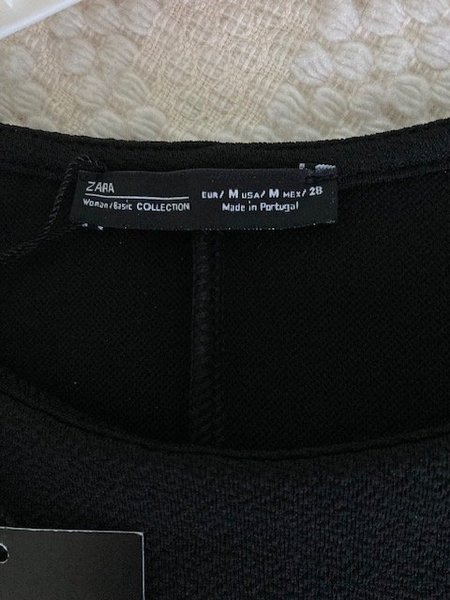 ZARA
Woman/Basic COLLECTION
EUR/ M USA/ M MEX/ 28
Made in Portugal